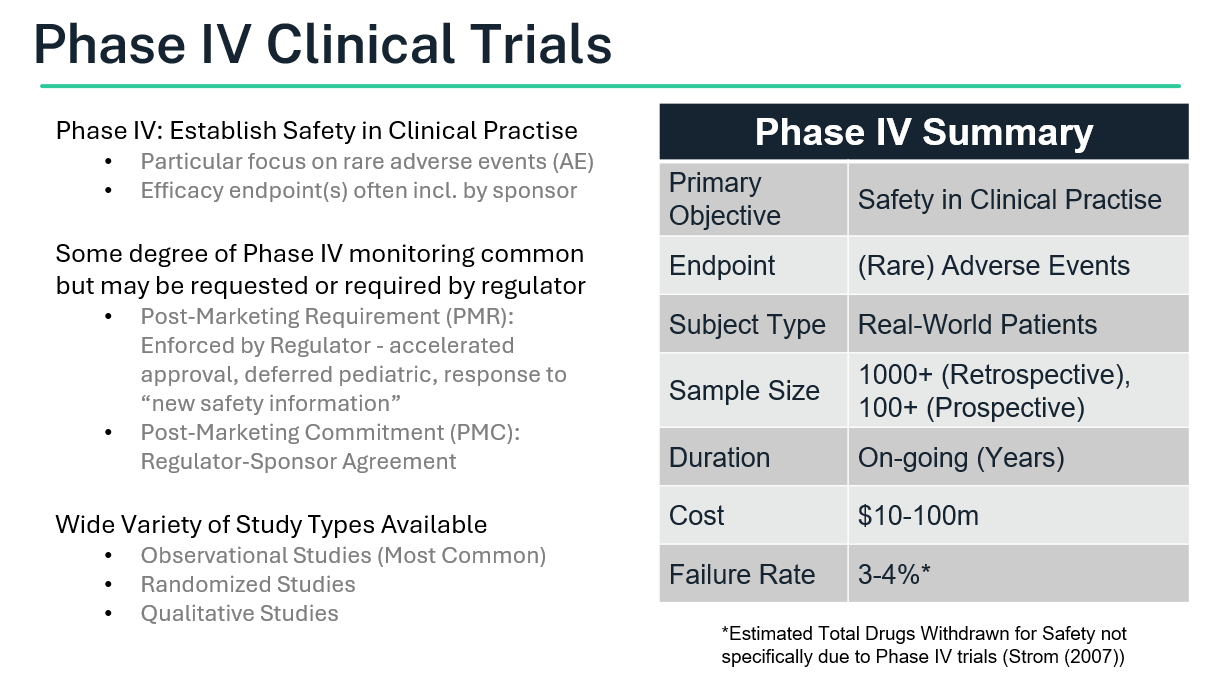 Phase IV Clinical Trials
Phase IV: Establish Safety in Clinical Practise
• Particular focus on rare adverse events (AE)
• Efficacy endpoint(s) often incl. by sponsor
Some degree of Phase IV monitoring common
but may be requested or required by regulator
• Post-Marketing Requirement (PMR):
Enforced by Regulator - accelerated
approval, deferred pediatric, response to
“new safety information”
• Post-Marketing Commitment (PMC):
Regulator-Sponsor Agreement
Wide Variety of Study Types Available
• Observational Studies (Most Common)
• Randomized Studies
• Qualitative Studies
Phase IV Summary
Primary
Objective
Safety in Clinical Practise
Endpoint
(Rare) Adverse Events
Subject Type
Real-World Patients
Sample Size
1000+ (Retrospective),
100+ (Prospective)
Duration
On-going (Years)
Cost
$10-100m
Failure Rate
3-4%*
*Estimated Total Drugs Withdrawn for Safety not
specifically due to Phase IV trials (Strom (2007))